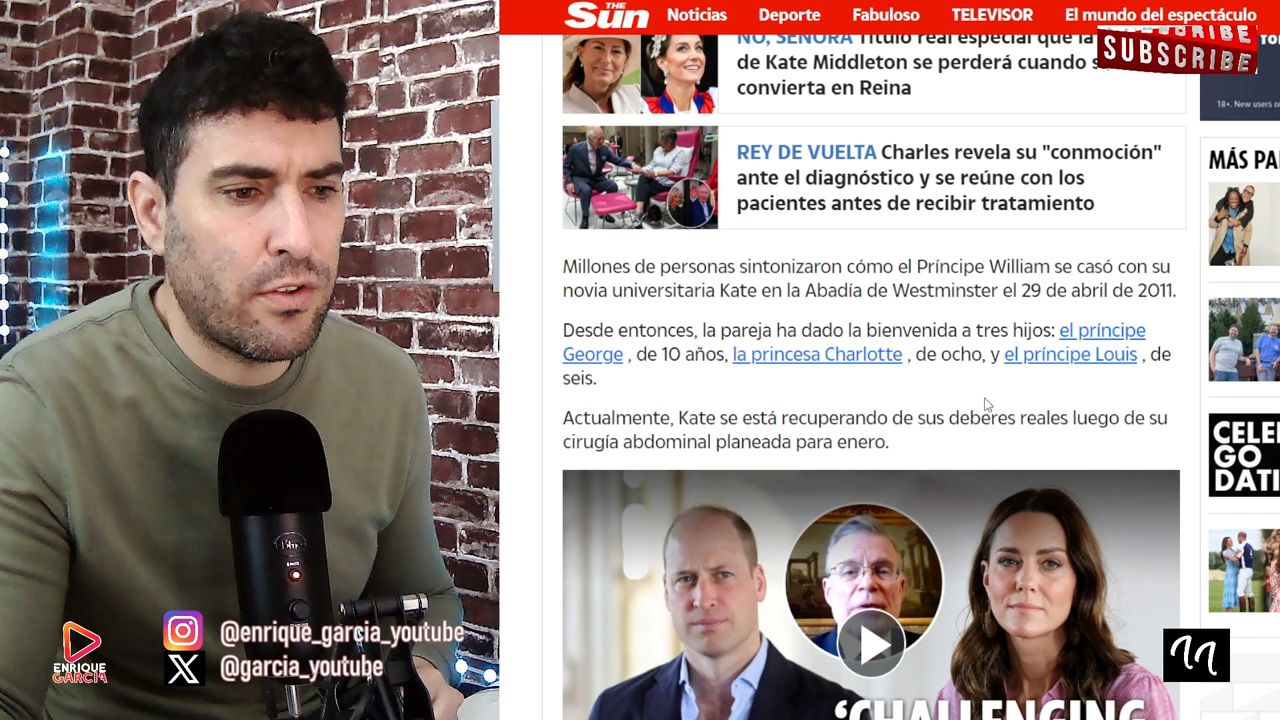 THE
Sun
Noticias
Deporte
Fabuloso
TELEVISOR
El mundo del espectáculo
SUBSCRIBE
SUBSCRIBE
NO, SEÑORA Título real especial que la
de Kate Middleton se perderá cuando s
convierta en Reina
18+. New users o
REY DE VUELTA Charles revela su "conmoción"
ante el diagnóstico y se reúne con los
pacientes antes de recibir tratamiento
MÁS PA
Millones de personas sintonizaron cómo el Príncipe William se casó con su
novia universitaria Kate en la Abadía de Westminster el 29 de abril de 2011.
Desde entonces, la pareja ha dado la bienvenida a tres hijos: el príncipe
George , de 10 años, la princesa Charlotte , de ocho, y el príncipe Louis , de
seis.
Actualmente, Kate se está recuperando de sus deberes reales luego de su
cirugía abdominal planeada para enero.
CELE
GO
DATI
'CHALLENGING
Blue
MUTE
ENRIQUE
GARCIA
@enrique_garcia_youtube
@garcia_youtube